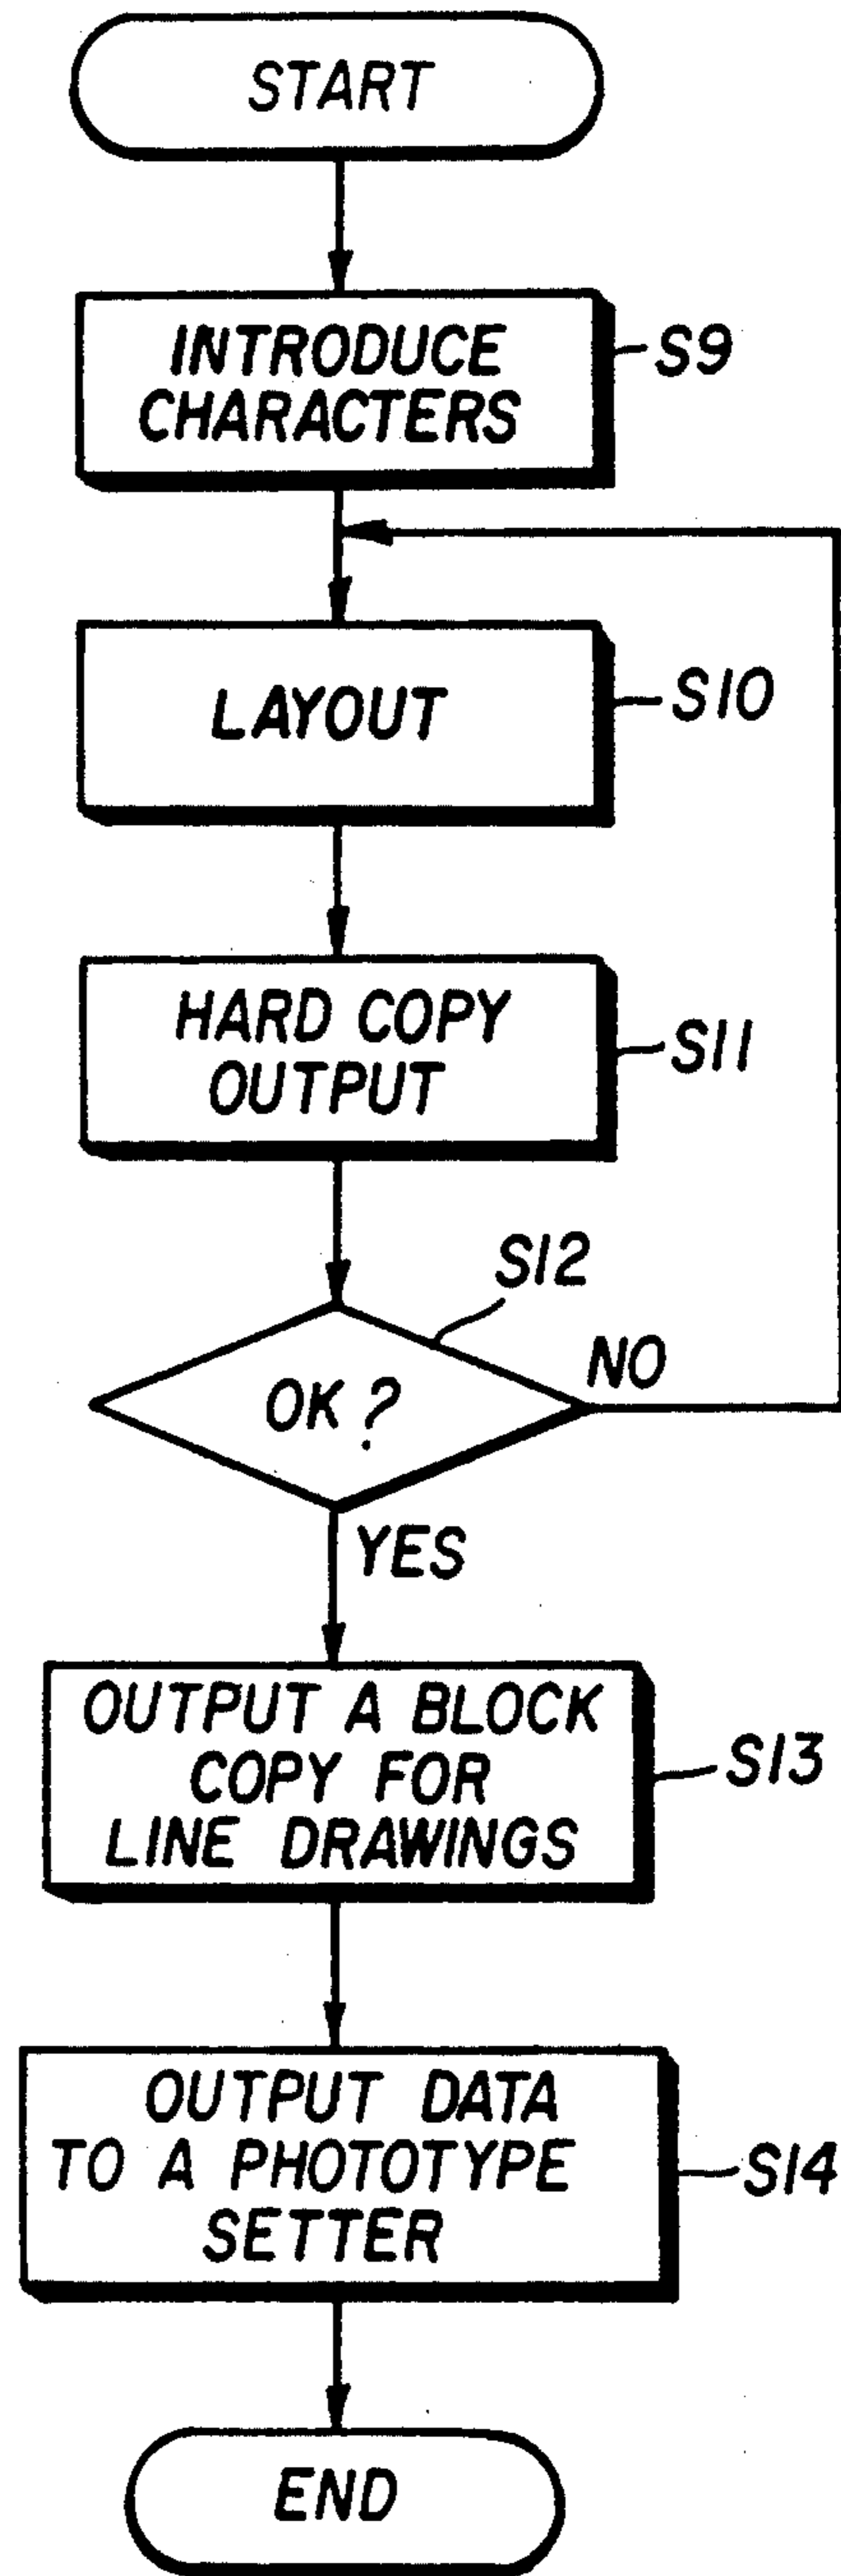 START
INTRODUCE
CHARACTERS
S9
LAYOUT
S10
HARD COPY
OUTPUT
S11
S12
OK?
NO
YES
OUTPUT A BLOCK
COPY FOR
LINE DRAWINGS
S13
OUTPUT DATA
TO A PHOTOTYPE
SETTER
S14
END